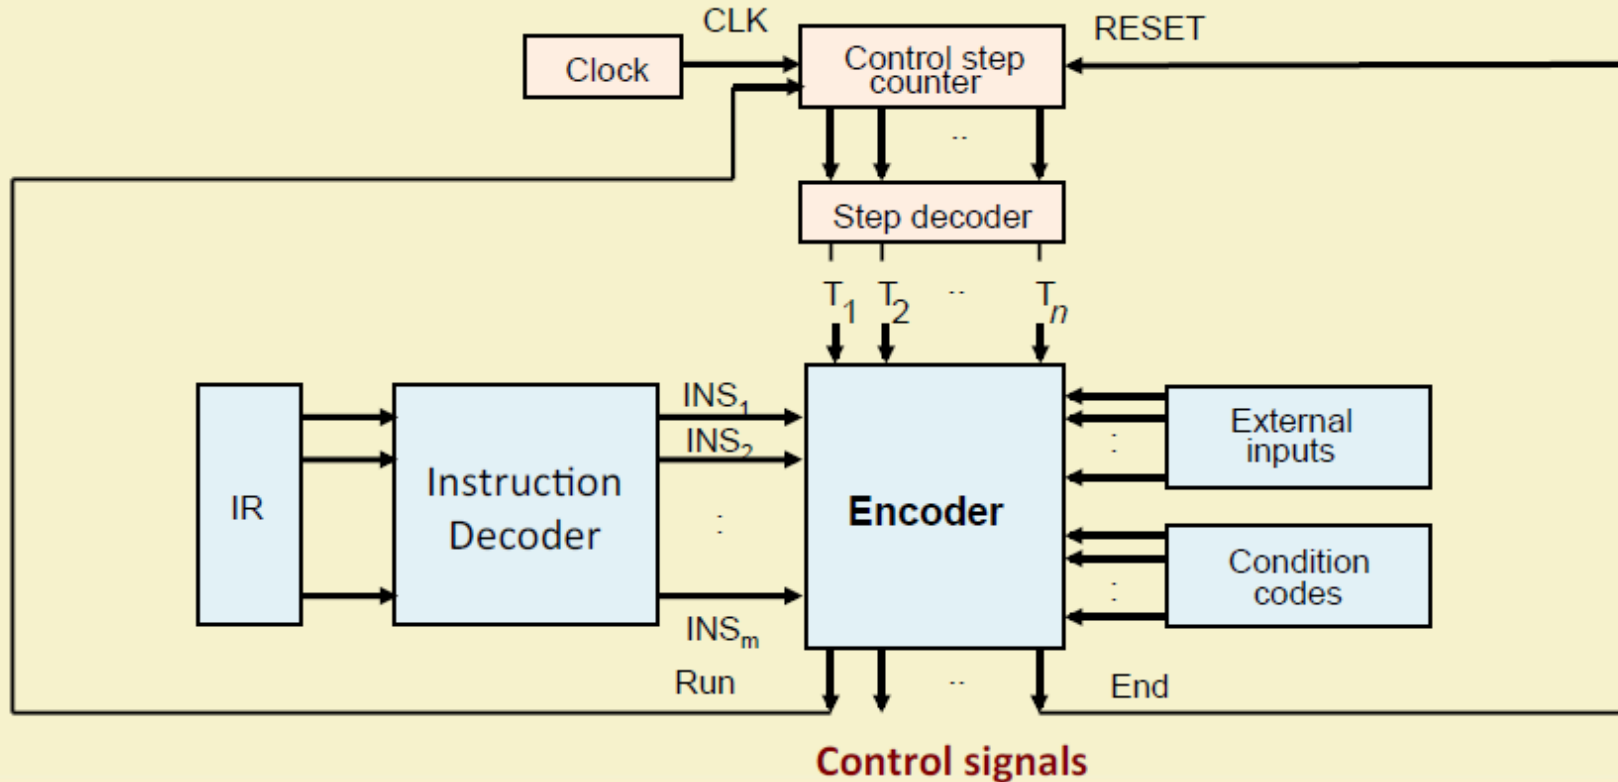 CLK
RESET
Clock
Control step
counter
..
Step decoder
T1 T2 .. Tn
IR
Instruction
Decoder
INS1
INS2
:
INSm
Encoder
External
inputs
:
Condition
codes
:
Run
..
End
Control signals